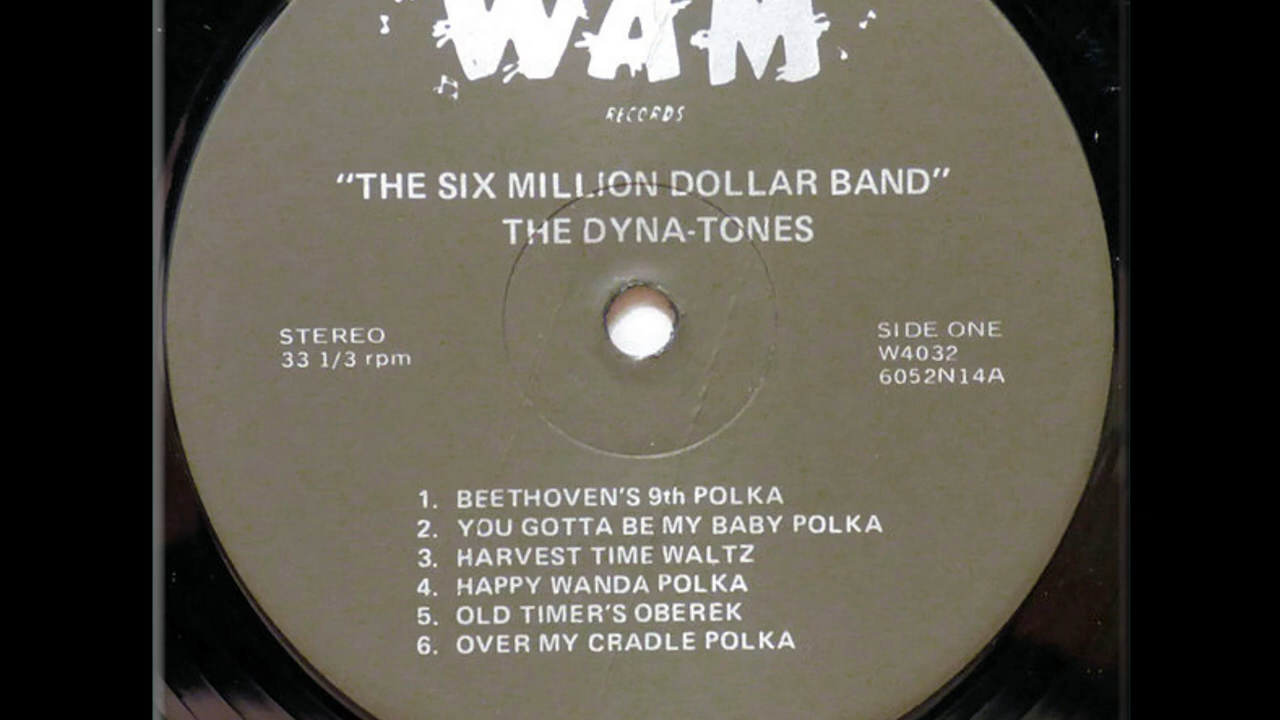 WAM
RECORDS
"THE SIX MILLION DOLLAR BAND"
THE DYNA-TONES
STEREO
33 1/3 rpm
SIDE ONE
W4032
6052N14A
1. BEETHOVEN'S 9th POLKA
2. YOU GOTTA BE MY BABY POLKA
3. HARVEST TIME WALTZ
4. HAPPY WANDA POLKA
5. OLD TIMER'S OBEREK
6. OVER MY CRADLE POLKA